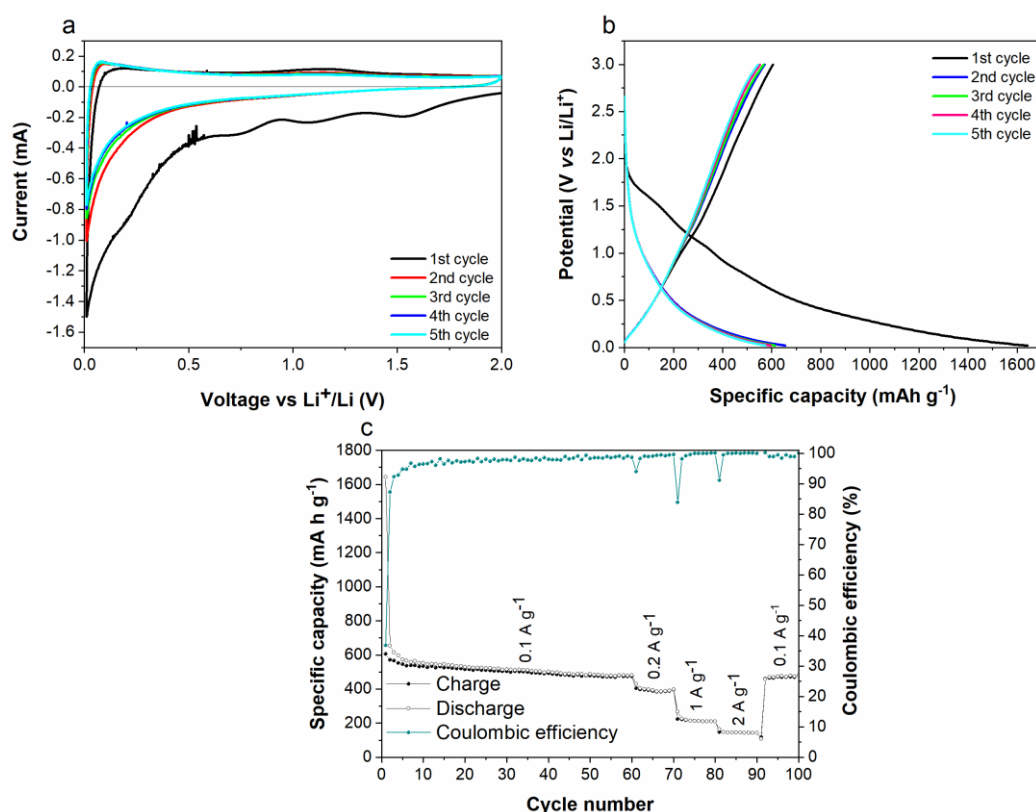 a
0.4
0.2
0.0
-0.2
-0.4
-0.6
-0.8
-1.0
-1.2
-1.4
-1.6
Current (mA)
1st cycle
2nd cycle
3rd cycle
4th cycle
5th cycle
0.0
0.5
1.0
1.5
2.0
Voltage vs Li⁺/Li (V)
b
3.0
2.5
2.0
1.5
1.0
0.5
0.0
Potential (V vs Li/Li⁺)
1st cycle
2nd cycle
3rd cycle
4th cycle
5th cycle
0
200
400
600
800
1000
1200
1400
1600
Specific capacity (mAh g⁻¹)
c
1800
1600
1400
1200
1000
800
600
400
200
0
Specific capacity (mA h g⁻¹)
0.1 A g⁻¹
0.2 A g⁻¹
1 A g⁻¹
2 A g⁻¹
0.1 A g⁻¹
Charge
Discharge
Coulombic efficiency
100
90
80
70
60
50
40
30
20
10
0
Coulombic efficiency (%)
0
10
20
30
40
50
60
70
80
90
100
Cycle number